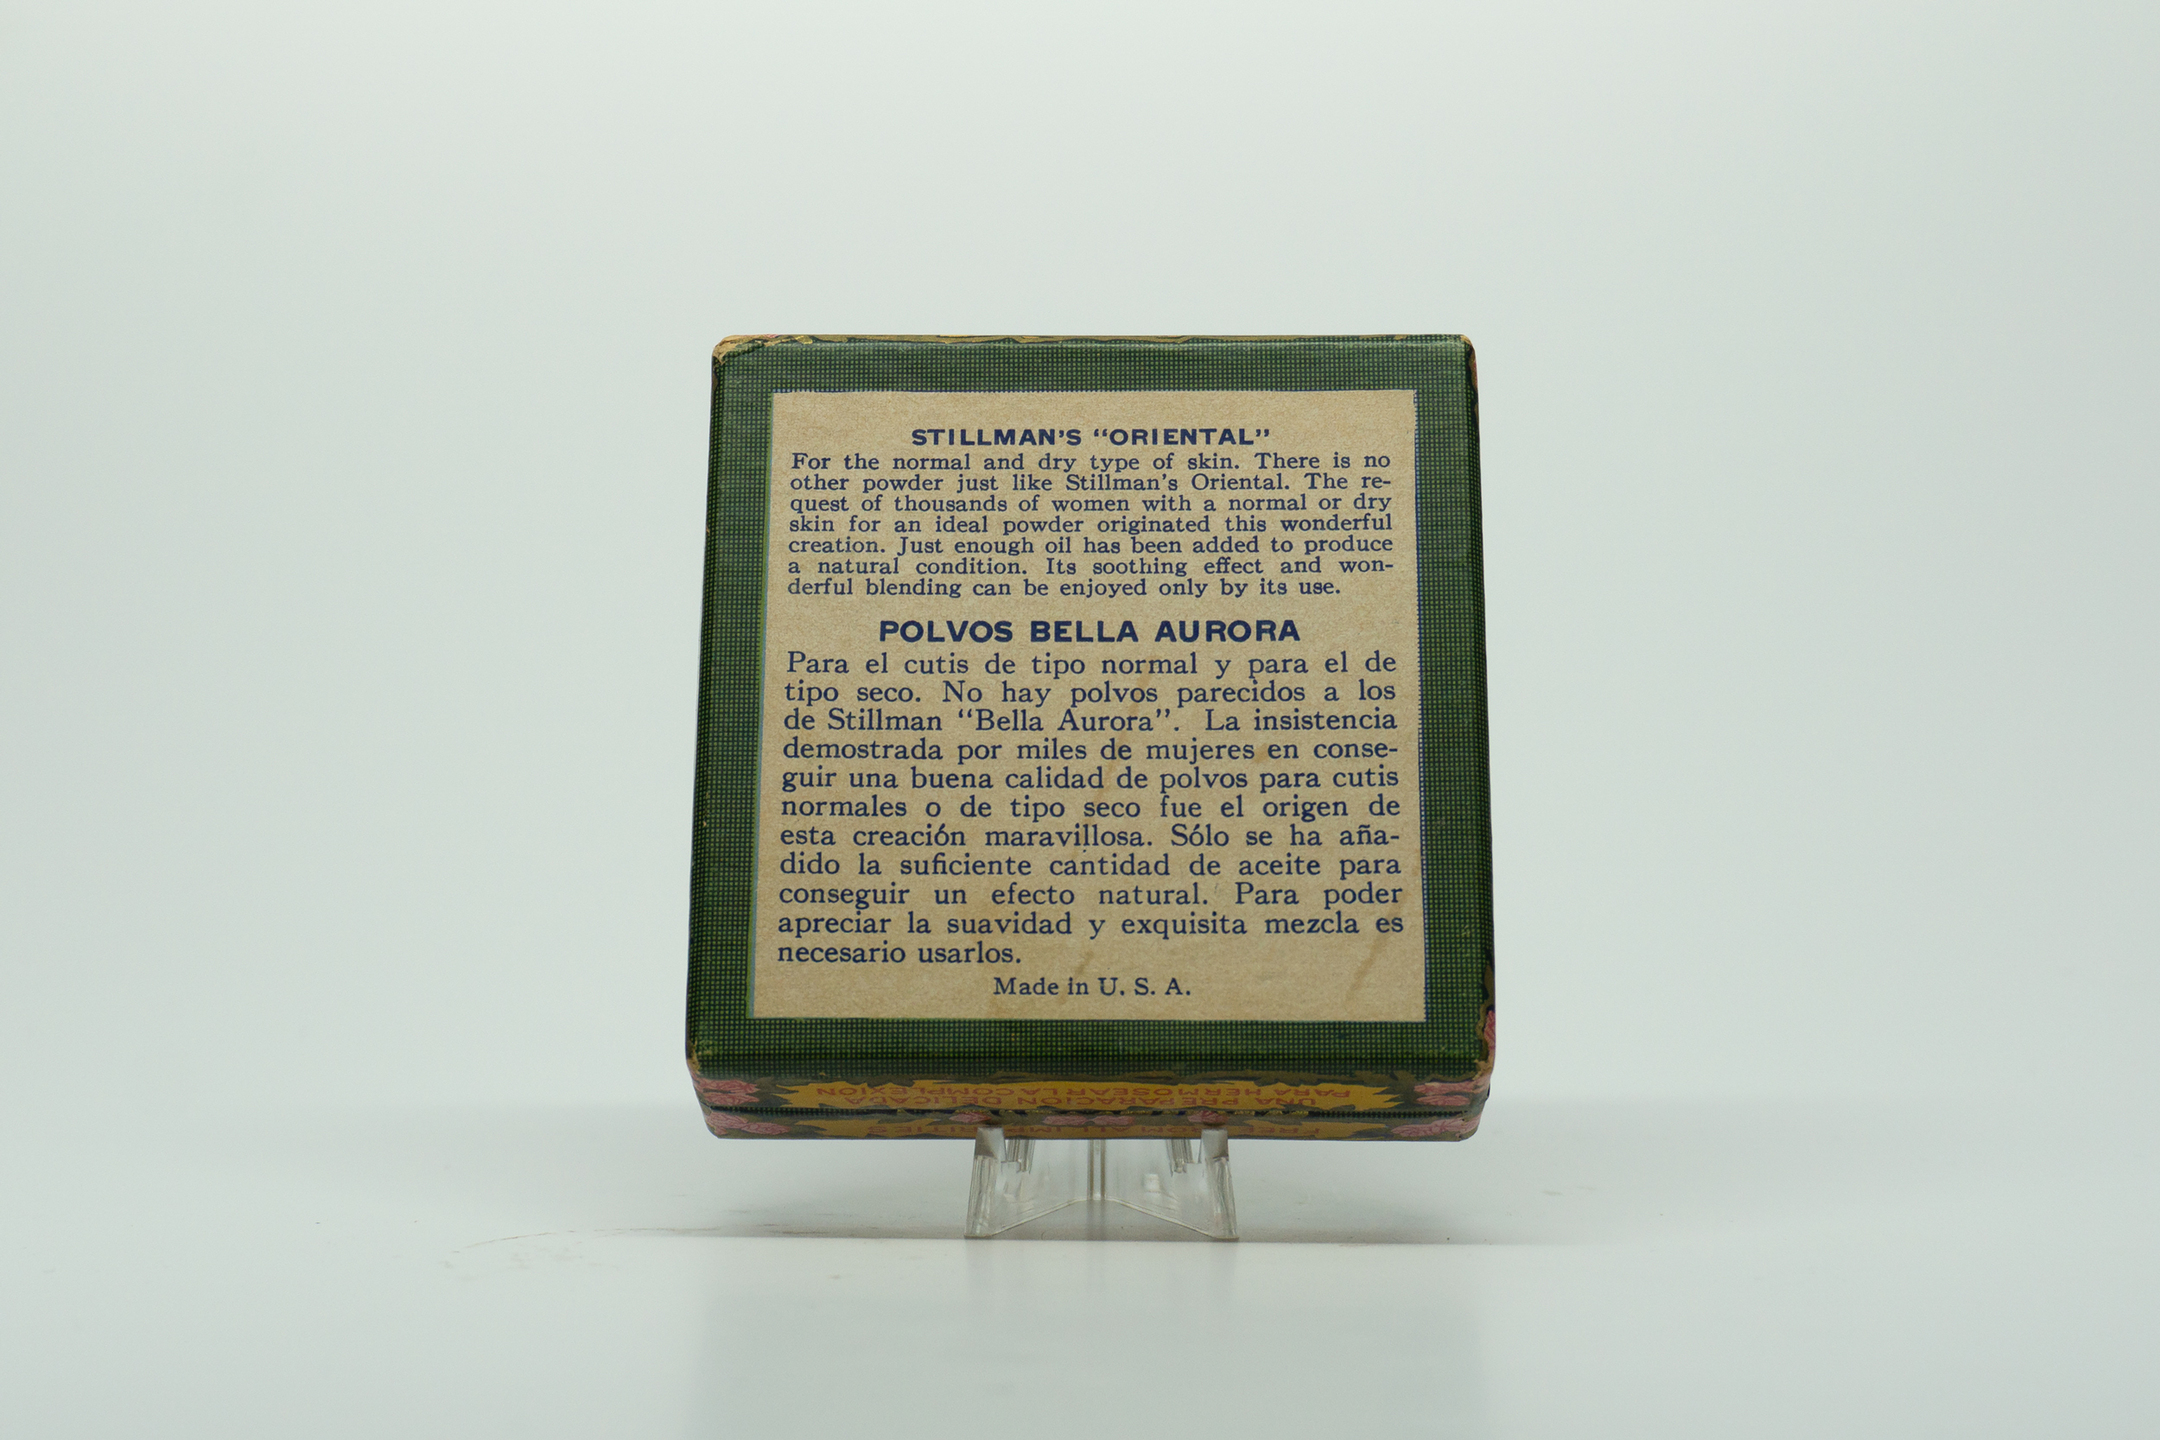 STILLMAN'S “ORIENTAL”
For the normal and dry type of skin. There is no
other powder just like Stillman's Oriental. The re-
quest of thousands of women with a normal or dry
skin for an ideal powder originated this wonderful
creation. Just enough oil has been added to produce
a natural condition. Its soothing effect and won-
derful blending can be enjoyed only by its use.
POLVOS BELLA AURORA
Para el cutis de tipo normal y para el de
tipo seco. No hay polvos parecidos a los
de Stillman “Bella Aurora”. La insistencia
demostrada por miles de mujeres en conse-
guir una buena calidad de polvos para cutis
normales o de tipo seco fue el origen de
esta creación maravillosa. Sólo se ha aña-
dido la suficiente cantidad de aceite para
conseguir un efecto natural. Para poder
apreciar la suavidad y exquisita mezcla es
necesario usarlos.
Made in U. S. A.
UNA PREPARACIÓN DELICADA
PARA HERMOSEAR LA COMPLEXIÓN